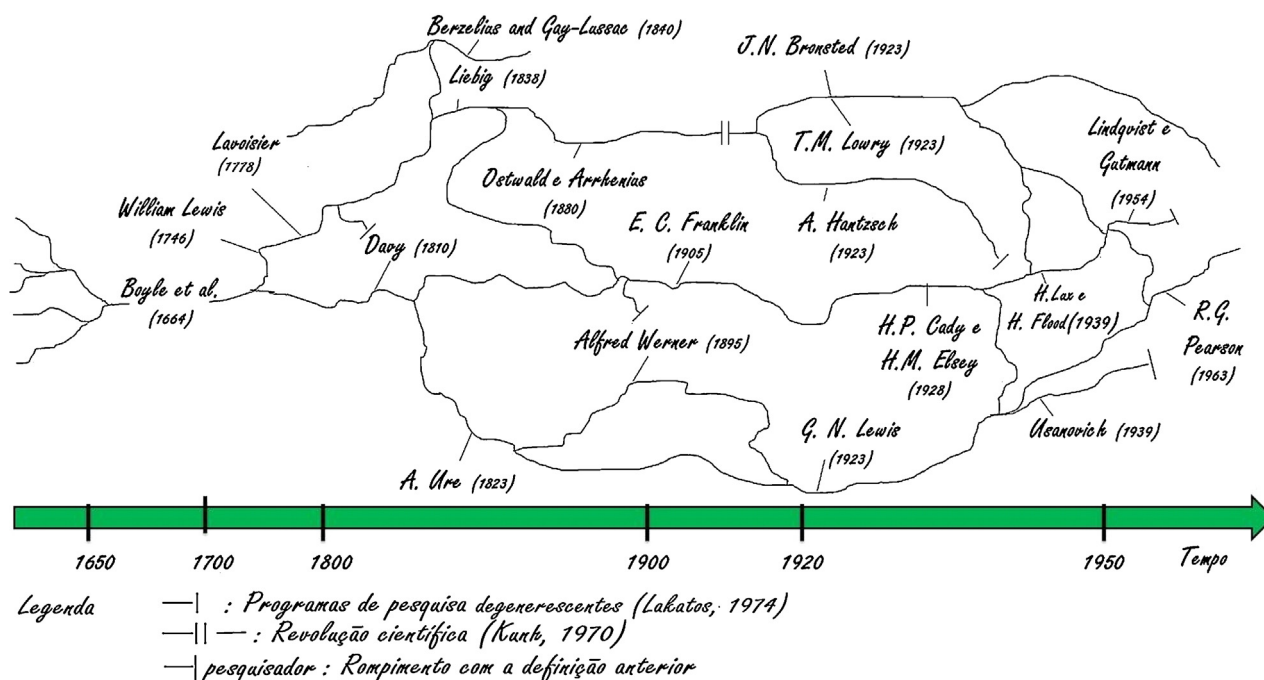 Berzelius and Gay-Lussac (1840)
J.N. Bronsted (1923)
Liebig (1838)
Lavoisier
(1778)
T.M. Lowry (1923)
Lindqvist e
Gutmann
(1954)
Ostwald e Arrhenius
(1880)
William Lewis
(1746)
E. C. Franklin
(1905)
A. Hantzsch
(1923)
Davy (1810)
Boyle et al.
(1664)
H.Lux e
H. Flood(1939)
R.G.
Pearson
(1963)
Alfred Werner (1895)
H.P. Cady e
H.M. Elsey
(1928)
G. N. Lewis
(1923)
Usanovich (1939)
A. Ure (1823)
1650 1700 1800 1900 1920 1950 Tempo
Legenda
: Programas de pesquisa degenerescentes (Lakatos, 1974)
: Revolução científica (Kunh, 1970)
pesquisador : Rompimento com a definição anterior